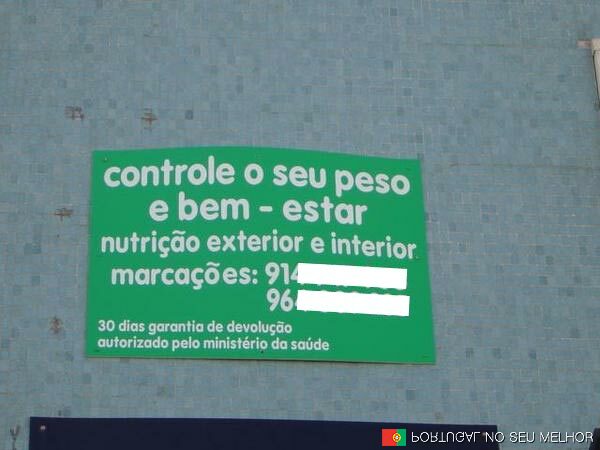 controle o seu peso
e bem - estar
nutrição exterior e interior
marcações: 914
96
30 dias garantia de devolução
autorizado pelo ministério da saúde
PORTUGAL NO SEU MELHOR